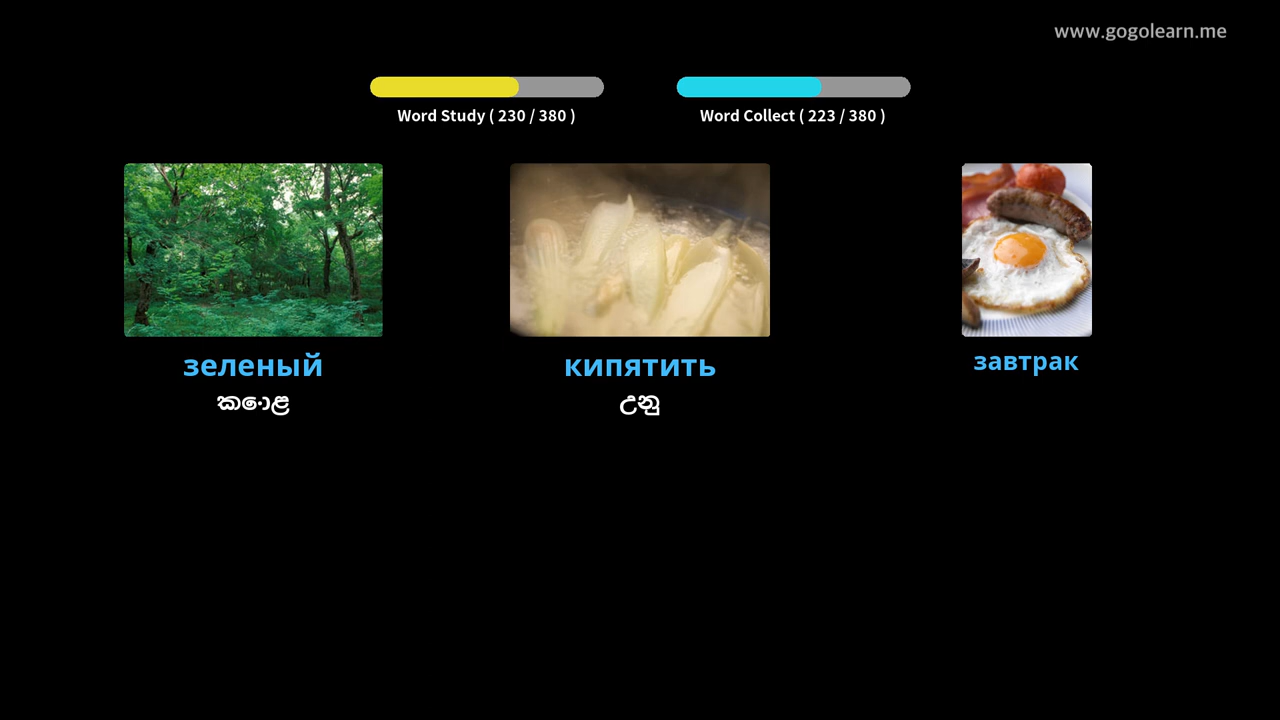 www.gogolearn.me
Word Study ( 230 / 380 )
Word Collect ( 223 / 380 )
зеленый
кипятить
завтрак
කොළ
උනු